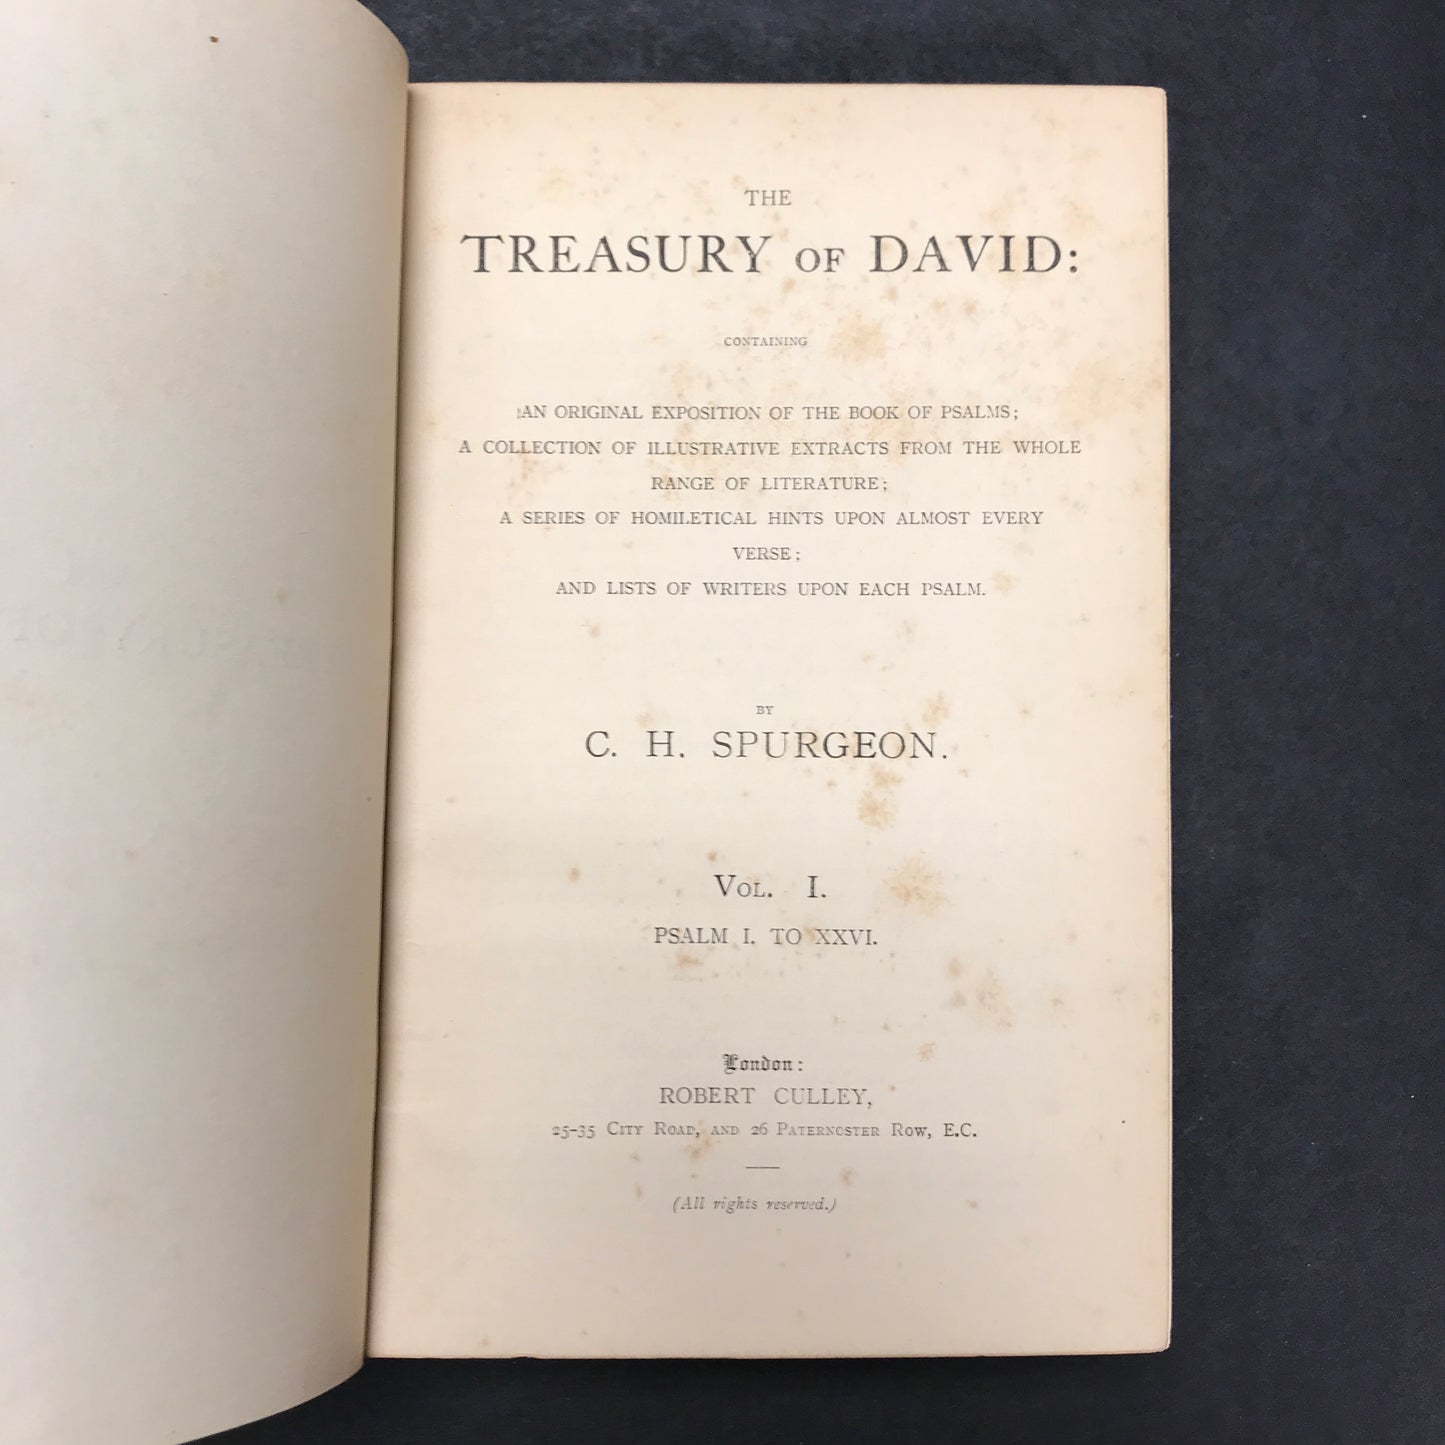 THE
TREASURY OF DAVID:
CONTAINING
AN ORIGINAL EXPOSITION OF THE BOOK OF PSALMS;
A COLLECTION OF ILLUSTRATIVE EXTRACTS FROM THE WHOLE
RANGE OF LITERATURE;
A SERIES OF HOMILETICAL HINTS UPON ALMOST EVERY
VERSE;
AND LISTS OF WRITERS UPON EACH PSALM.
BY
C. H. SPURGEON.
VOL. I.
PSALM I. TO XXVI.
London:
ROBERT CULLEY,
25-35 CITY ROAD, AND 26 PATERNOSTER ROW, E.C.
(All rights reserved.)